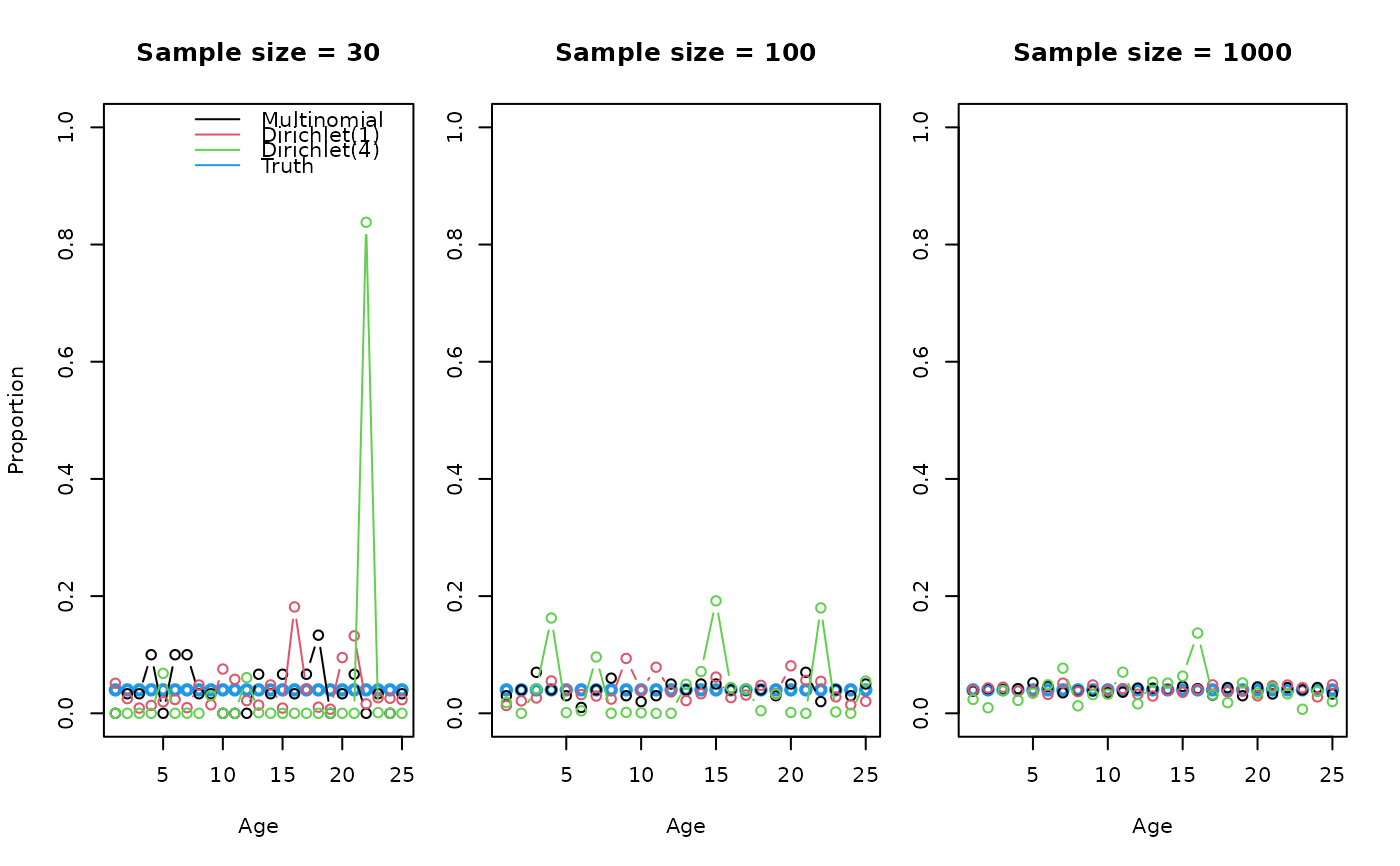 Sample size = 30
Sample size = 100
Sample size = 1000
Multinomial
Dirichlet(1)
Dirichlet(4)
Truth
Proportion
1.0
0.8
0.6
0.4
0.2
0.0
5 10 15 20 25
Age
1.0
0.8
0.6
0.4
0.2
0.0
5 10 15 20 25
Age
1.0
0.8
0.6
0.4
0.2
0.0
5 10 15 20 25
Age